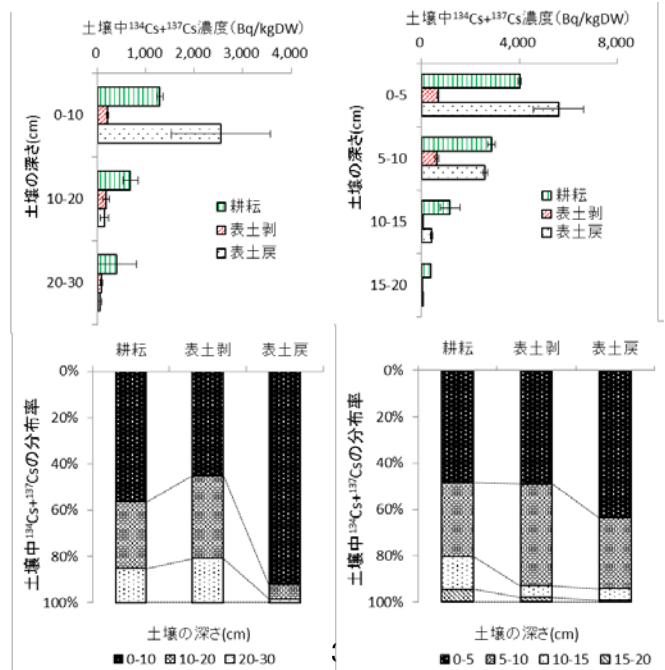 土壌中¹³⁴Cs+¹³⁷Cs濃度(Bq/kgDW)
0 1,000 2,000 3,000 4,000
土壌の深さ(cm)
0-10
10-20
20-30
耕耘
表土剥
表土戻
土壌中¹³⁴Cs+¹³⁷Cs濃度(Bq/kgDW)
0 4,000 8,000
土壌の深さ(cm)
0-5
5-10
10-15
15-20
耕耘
表土剥
表土戻
耕耘 表土剥 表土戻
土壌中¹³⁴Cs+¹³⁷Csの分布率
0%
20%
40%
60%
80%
100%
土壌の深さ(cm)
0-10 10-20 20-30
耕耘 表土剥 表土戻
土壌中¹³⁴Cs+¹³⁷Csの分布率
0%
20%
40%
60%
80%
100%
土壌の深さ(cm)
0-5 5-10 10-15 15-20